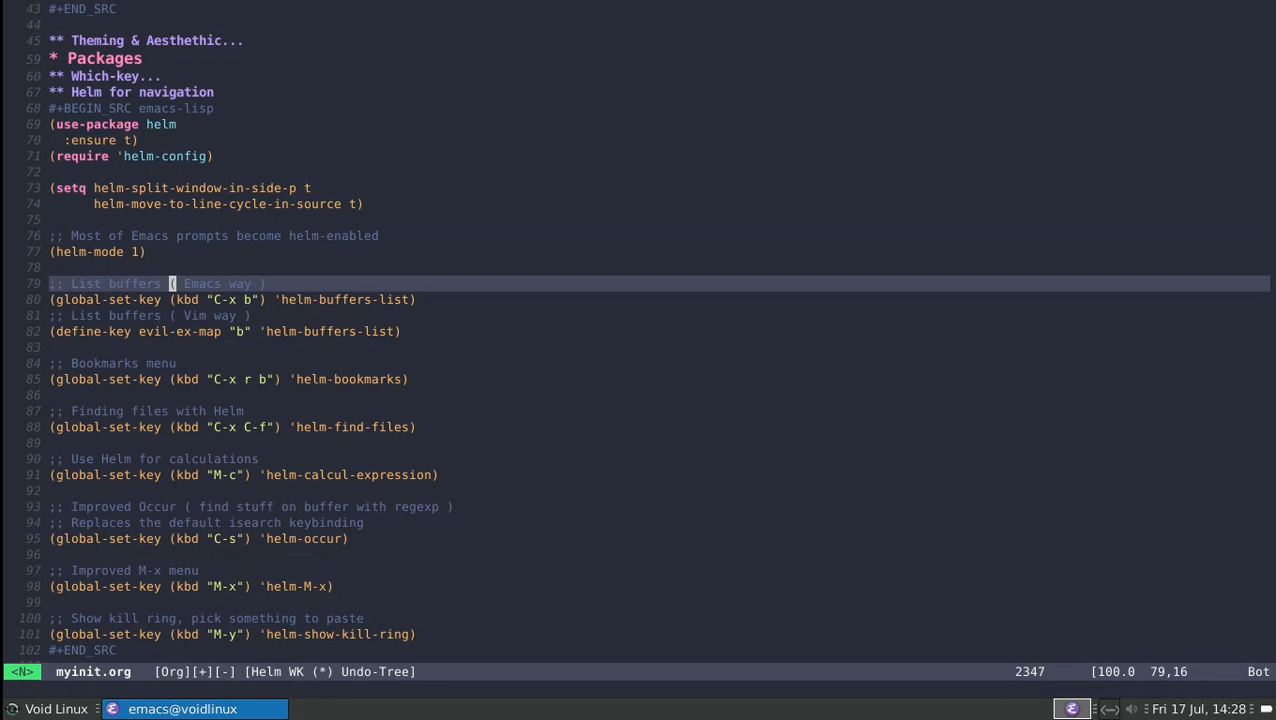 43 #+END_SRC
44
45 ** Theming & Aesthethic...
59 * Packages
60 ** Which-key...
67 ** Helm for navigation
68 #+BEGIN_SRC emacs-lisp
69 (use-package helm
70   :ensure t)
71 (require 'helm-config)
72
73 (setq helm-split-window-in-side-p t
74       helm-move-to-line-cycle-in-source t)
75
76 ;; Most of Emacs prompts become helm-enabled
77 (helm-mode 1)
78
79 ;; List buffers ( Emacs way )
80 (global-set-key (kbd "C-x b") 'helm-buffers-list)
81 ;; List buffers ( Vim way )
82 (define-key evil-ex-map "b" 'helm-buffers-list)
83
84 ;; Bookmarks menu
85 (global-set-key (kbd "C-x r b") 'helm-bookmarks)
86
87 ;; Finding files with Helm
88 (global-set-key (kbd "C-x C-f") 'helm-find-files)
89
90 ;; Use Helm for calculations
91 (global-set-key (kbd "M-c") 'helm-calcul-expression)
92
93 ;; Improved Occur ( find stuff on buffer with regexp )
94 ;; Replaces the default isearch keybinding
95 (global-set-key (kbd "C-s") 'helm-occur)
96
97 ;; Improved M-x menu
98 (global-set-key (kbd "M-x") 'helm-M-x)
99
100 ;; Show kill ring, pick something to paste
101 (global-set-key (kbd "M-y") 'helm-show-kill-ring)
102 #+END_SRC
<N> myinit.org [Org][+][-] [Helm WK (*) Undo-Tree] 2347 [100.0 79,16 Bot
Void Linux emacs@voidlinux Fri 17 Jul, 14:28